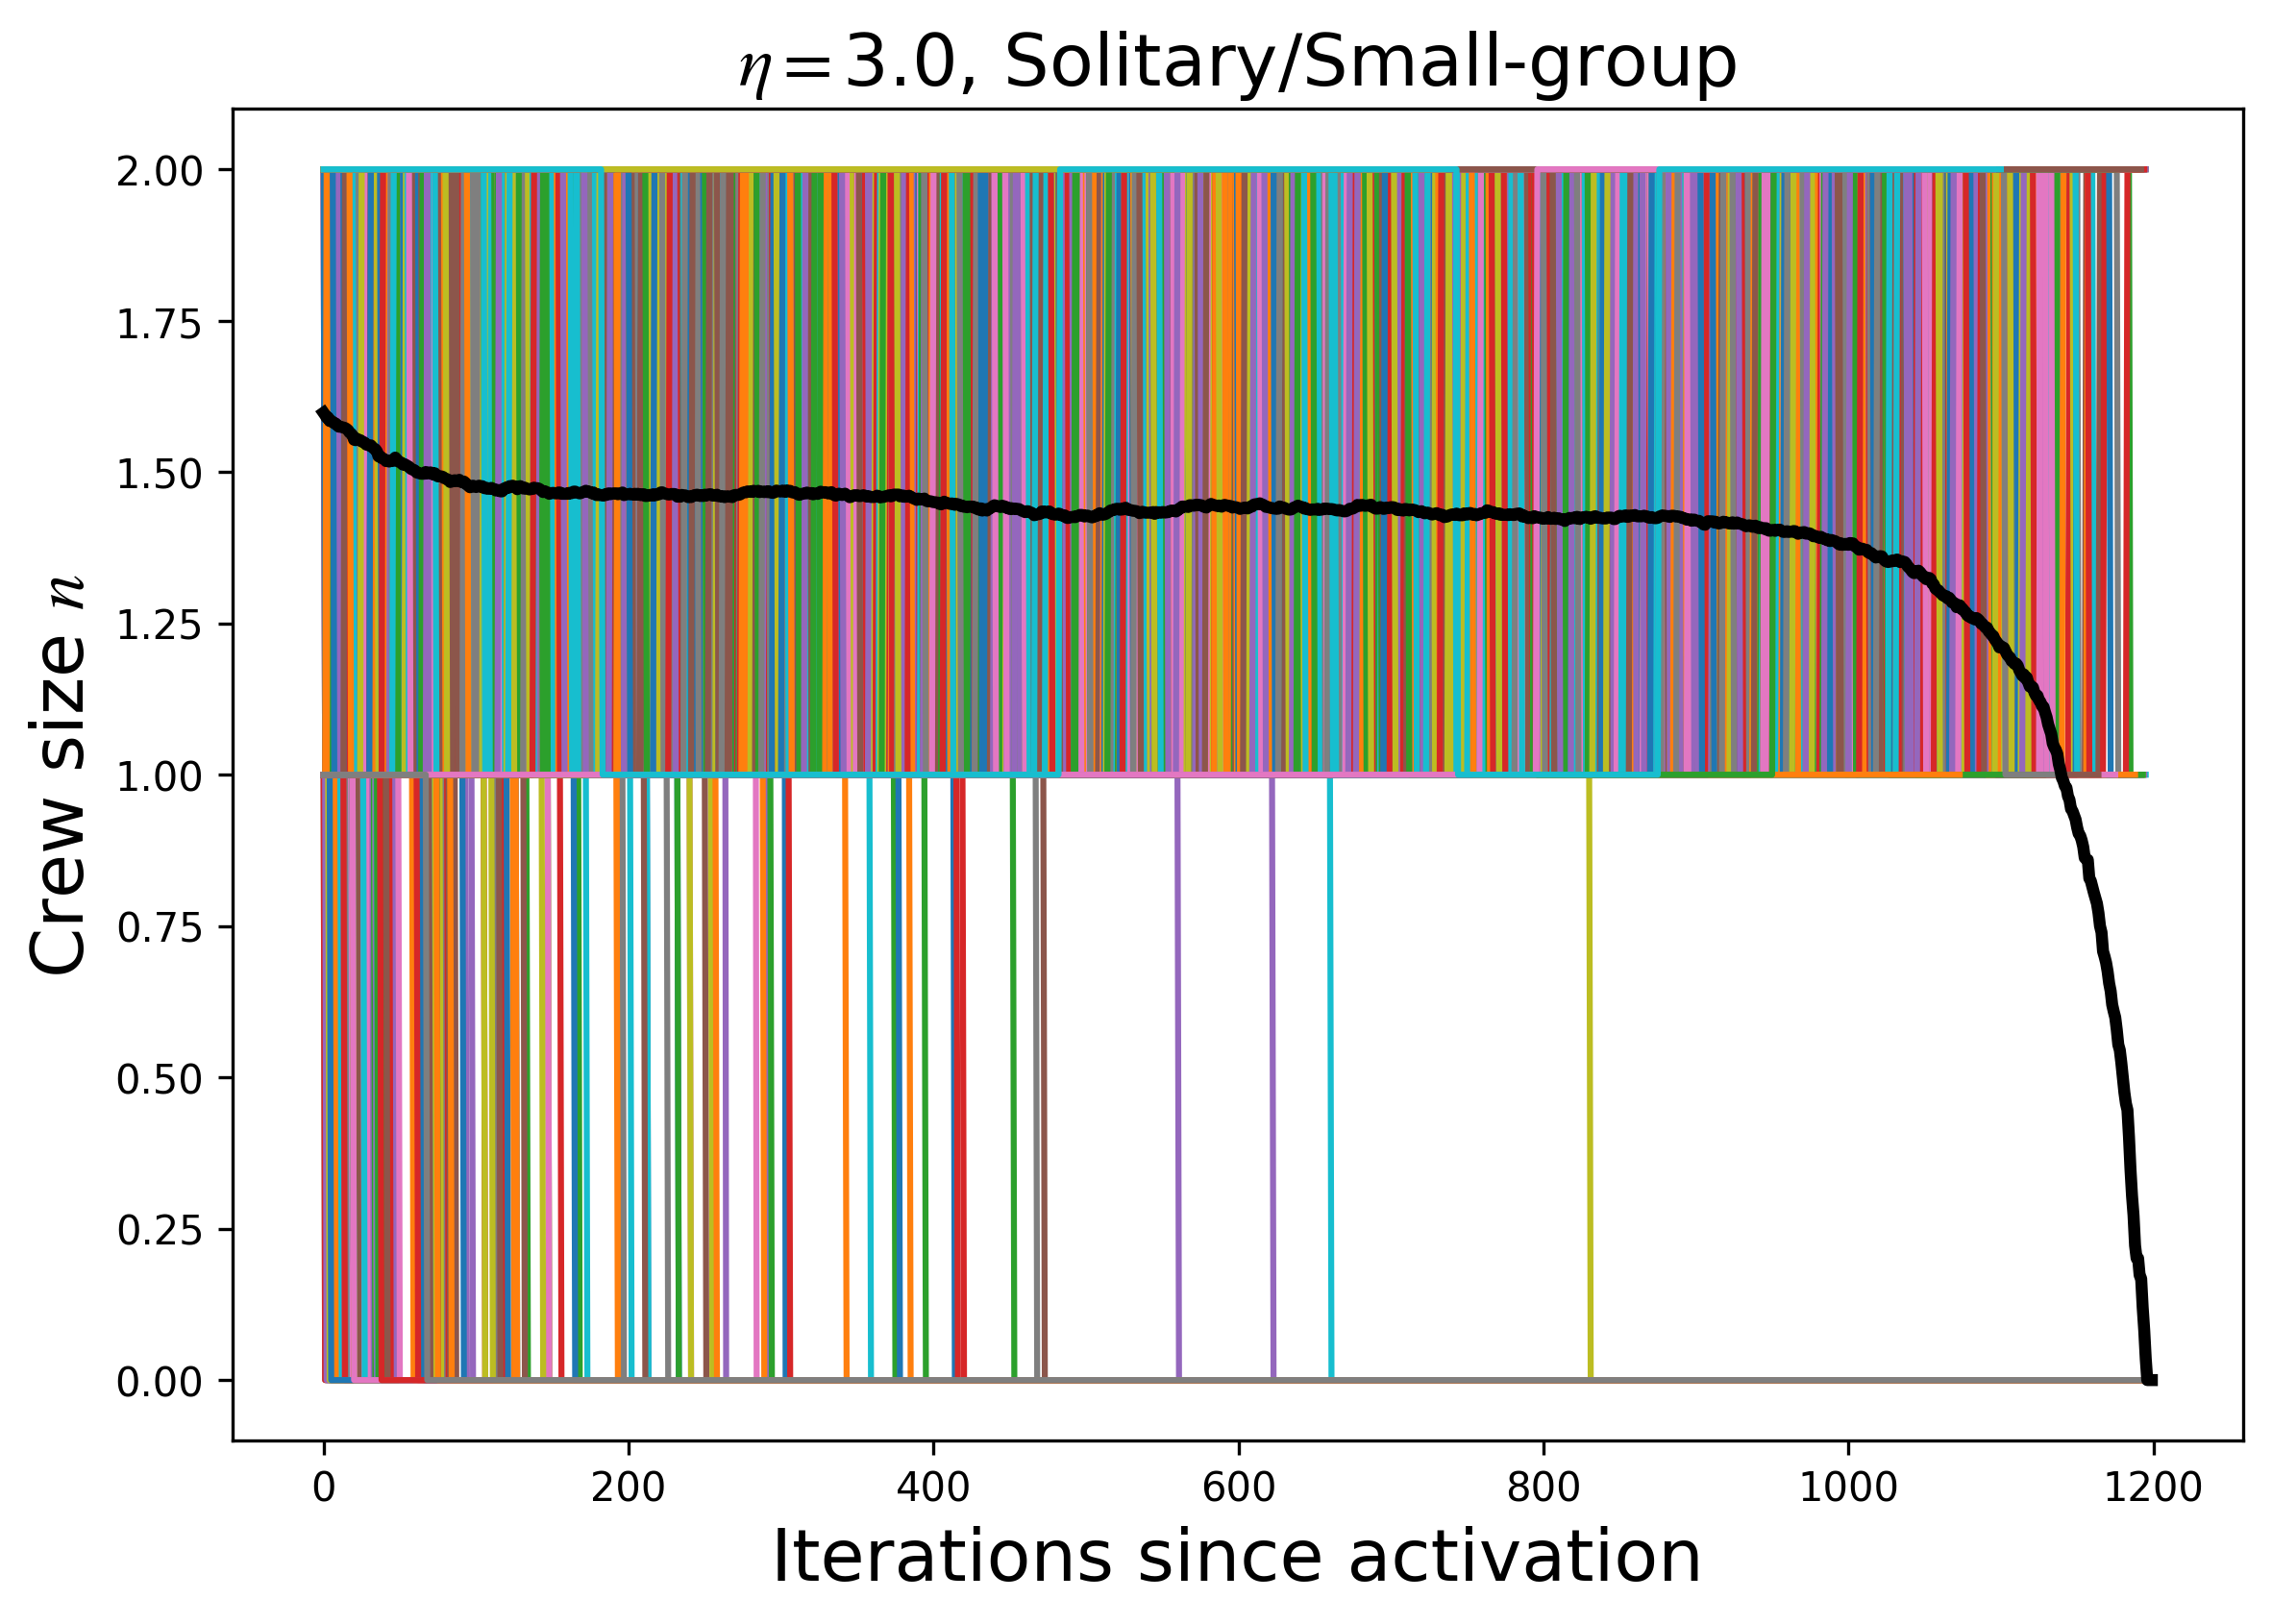 η = 3.0, Solitary/Small-group
Crew size n
2.00
1.75
1.50
1.25
1.00
0.75
0.50
0.25
0.00
0 200 400 600 800 1000 1200
Iterations since activation